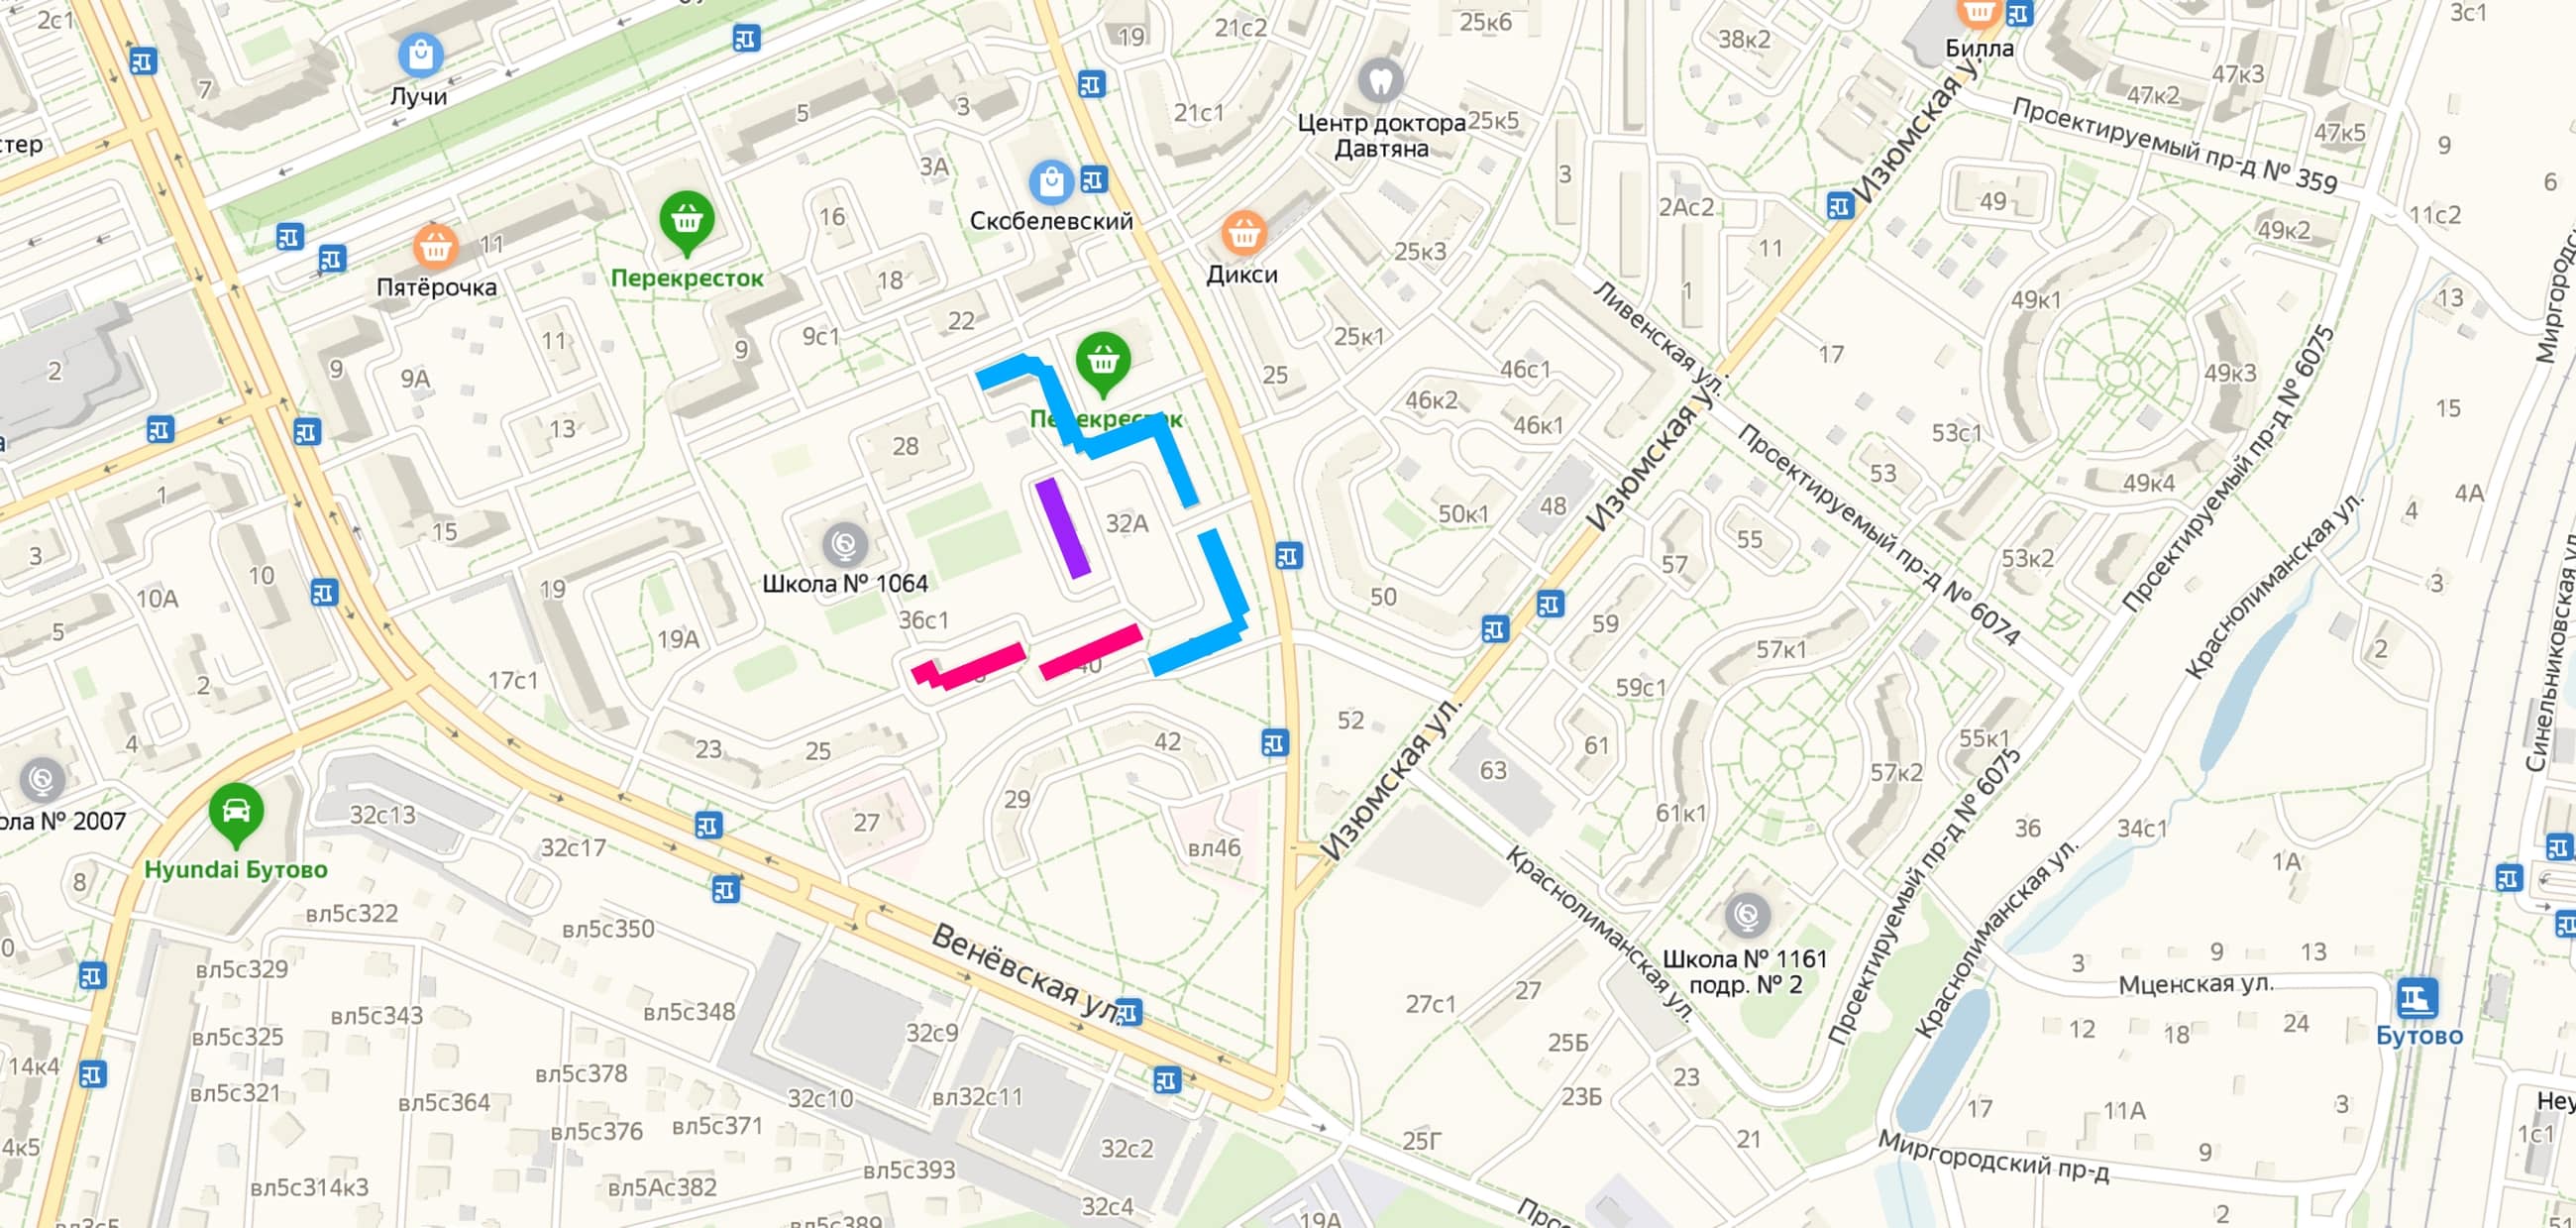 2с1
19
21с2
25к6
38к2
Билла
3с1
7
Лучи
5
3
21с1
Центр доктора
Давтяна
25к5
47к3
47к2
47к5
Проектируемый пр-д № 359
Изюмская ул.
9
6
стер
3А
3
16
Скобелевский
2Ас2
49
11с2
49к2
11
Пятёрочка
Перекресток
18
Дикси
25к3
11
1
49к1
13
Миргородс
Ливенская ул.
22
9с1
9
25к1
17
2
9
9А
11
Перекресток
25
46с1
46к2
46к1
49к3
15
13
28
53с1
53
49к4
4А
Проектируемый пр-д № 6075
1
15
32А
50к1
48
Изюмская ул.
55
57
53к2
4
3
3
10
10А
19
Школа № 1064
50
59
Проектируемый пр-д № 6074
Краснолиманская ул.
5
19А
36с1
57к1
2
2
17с1
40
59с1
52
Синельниковская ул.
4
23
25
42
61
55к1
63
57к2
Изюмская ул.
ола № 2007
32с13
27
29
вл46
61к1
36
34с1
1А
Hyundai Бутово
32с17
8
Краснолиманская ул.
Проектируемый пр-д № 6075
Краснолиманская ул.
вл5с322
вл5с350
Венёвская ул.
Школа № 1161
подр. № 2
3
9
13
0
вл5с329
27с1
27
Мценская ул.
вл5с343
вл5с348
32с9
вл5с325
25Б
12
18
24
Бутово
14к4
вл5с378
вл5с321
вл5с364
32с10
вл32с11
23Б
23
17
11А
3
Неу
4к5
вл5с376
вл5с371
32с2
25Г
21
Миргородский пр-д
9
1с1
вл5с393
вл5с314к3
вл5Ас382
32с4
19А
2
вл5с389